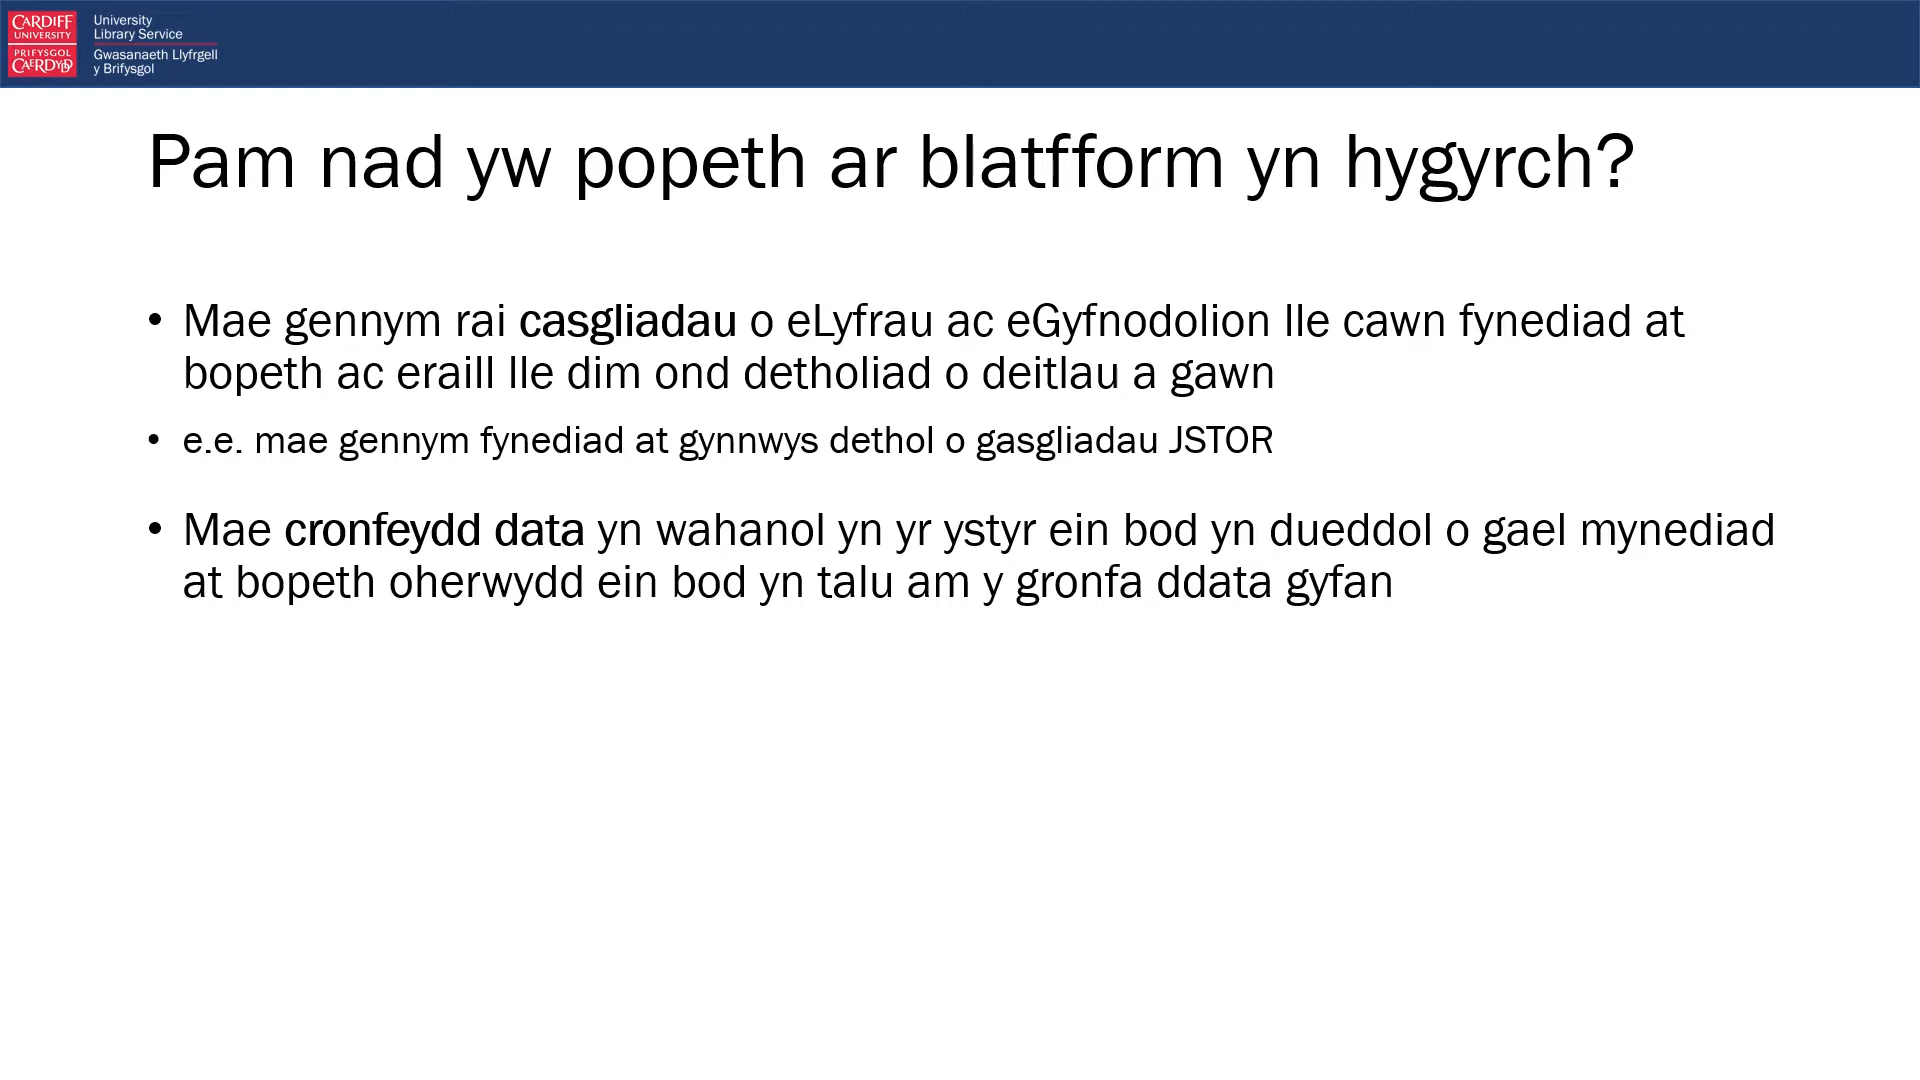 CARDIFF
UNIVERSITY
PRIFYSGOL
CAERDYDD
University
Library Service
Gwasanaeth Llyfrgell
y Brifysgol
Pam nad yw popeth ar blatfform yn hygyrch?
• Mae gennym rai casgliadau o eLyfrau ac eGyfnodolion lle cawn fynediad at
bopeth ac eraill lle dim ond detholiad o deitlau a gawn
• e.e. mae gennym fynediad at gynnwys dethol o gasgliadau JSTOR
• Mae cronfeydd data yn wahanol yn yr ystyr ein bod yn dueddol o gael mynediad
at bopeth oherwydd ein bod yn talu am y gronfa ddata gyfan